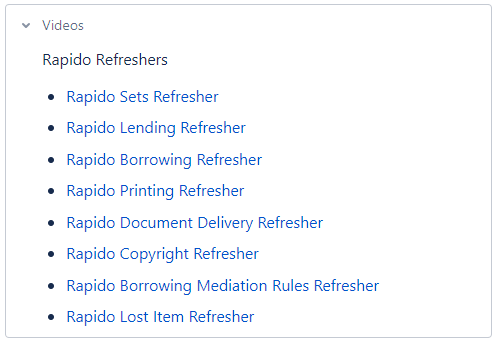 Videos
Rapido Refreshers
Rapido Sets Refresher
Rapido Lending Refresher
Rapido Borrowing Refresher
Rapido Printing Refresher
Rapido Document Delivery Refresher
Rapido Copyright Refresher
Rapido Borrowing Mediation Rules Refresher
Rapido Lost Item Refresher